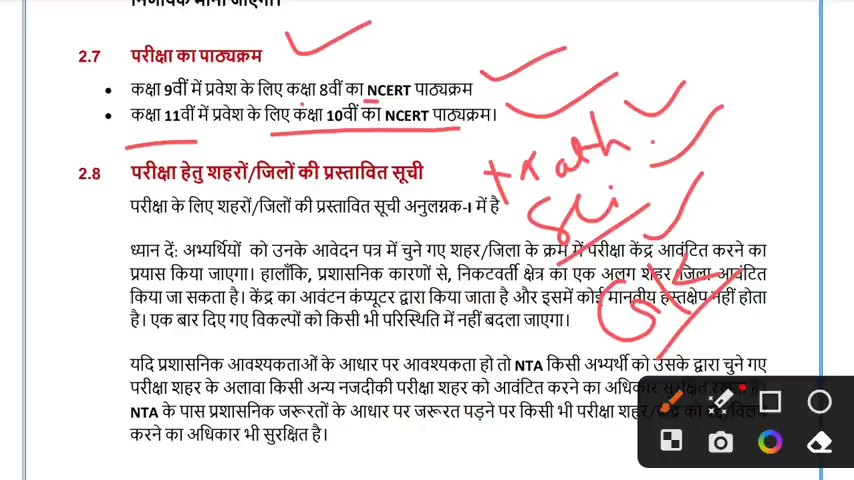 निर्णायक माना जाएगा।
2.7 परीक्षा का पाठ्यक्रम
• कक्षा 9वीं में प्रवेश के लिए कक्षा 8वीं का NCERT पाठ्यक्रम
• कक्षा 11वीं में प्रवेश के लिए कक्षा 10वीं का NCERT पाठ्यक्रम।
Math
2.8 परीक्षा हेतु शहरों/जिलों की प्रस्तावित सूची
Sci
परीक्षा के लिए शहरों/जिलों की प्रस्तावित सूची अनुलग्नक-I में है
ध्यान दें: अभ्यर्थियों को उनके आवेदन पत्र में चुने गए शहर/जिला के क्रम में परीक्षा केंद्र आवंटित करने का
प्रयास किया जाएगा। हालाँकि, प्रशासनिक कारणों से, निकटवर्ती क्षेत्र का एक अलग शहर जिला आवंटित
किया जा सकता है। केंद्र का आवंटन कंप्यूटर द्वारा किया जाता है और इसमें कोई मानवीय हस्तक्षेप नहीं होता
है। एक बार दिए गए विकल्पों को किसी भी परिस्थिति में नहीं बदला जाएगा।
GK
यदि प्रशासनिक आवश्यकताओं के आधार पर आवश्यकता हो तो NTA किसी अभ्यर्थी को उसके द्वारा चुने गए
परीक्षा शहर के अलावा किसी अन्य नजदीकी परीक्षा शहर को आवंटित करने का अधिकार
NTA के पास प्रशासनिक जरूरतों के आधार पर जरूरत पड़ने पर किसी भी परीक्षा
करने का अधिकार भी सुरक्षित है।